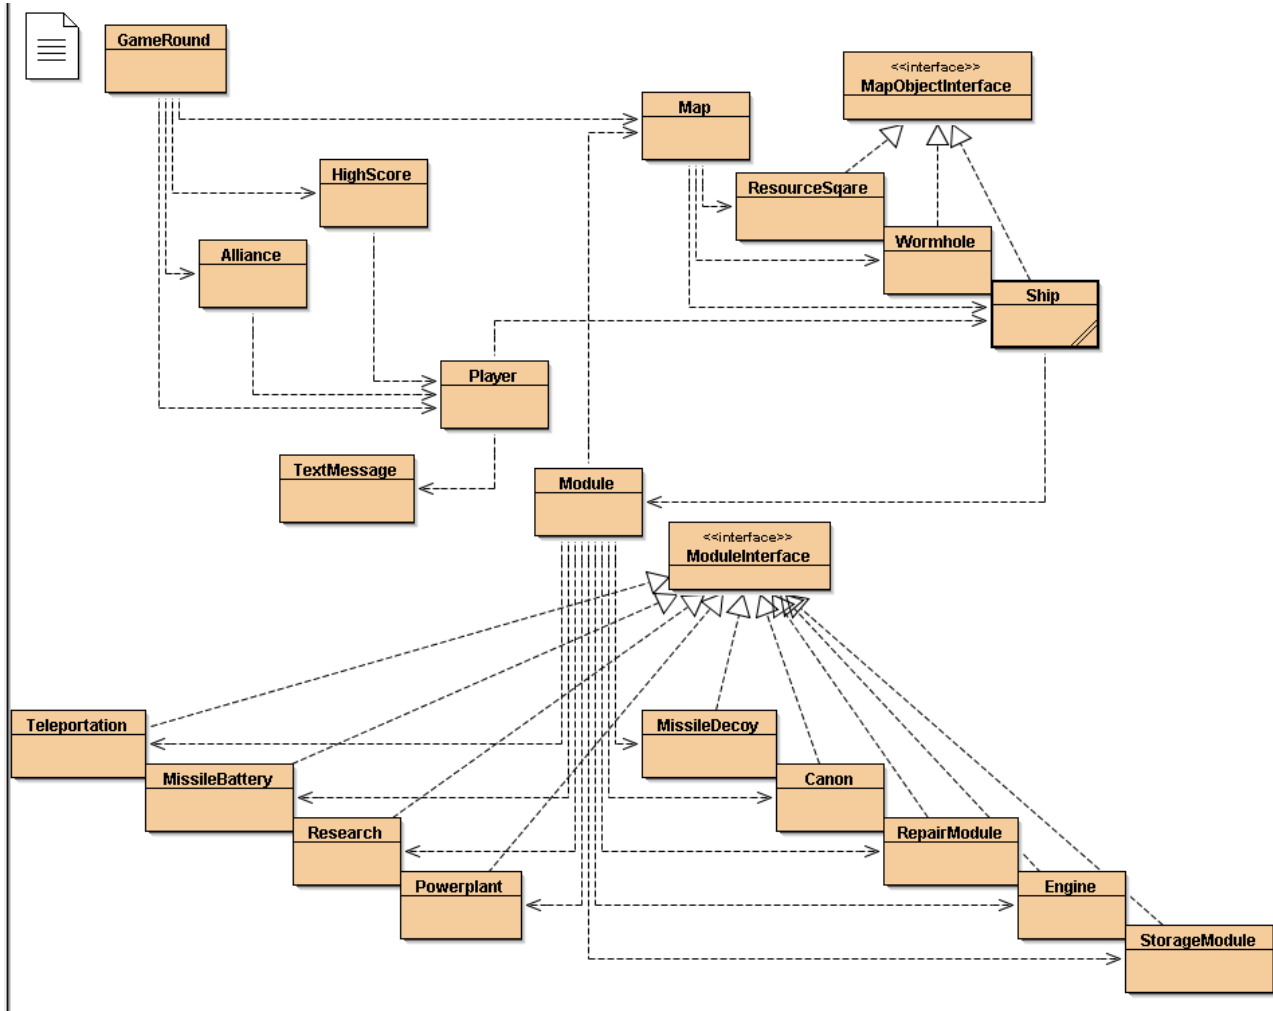 GameRound
<<interface>>
MapObjectInterface
Map
HighScore
ResourceSqare
Alliance
Wormhole
Ship
Player
TextMessage
Module
<<interface>>
ModuleInterface
Teleportation
MissileDecoy
MissileBattery
Canon
Research
RepairModule
Powerplant
Engine
StorageModule